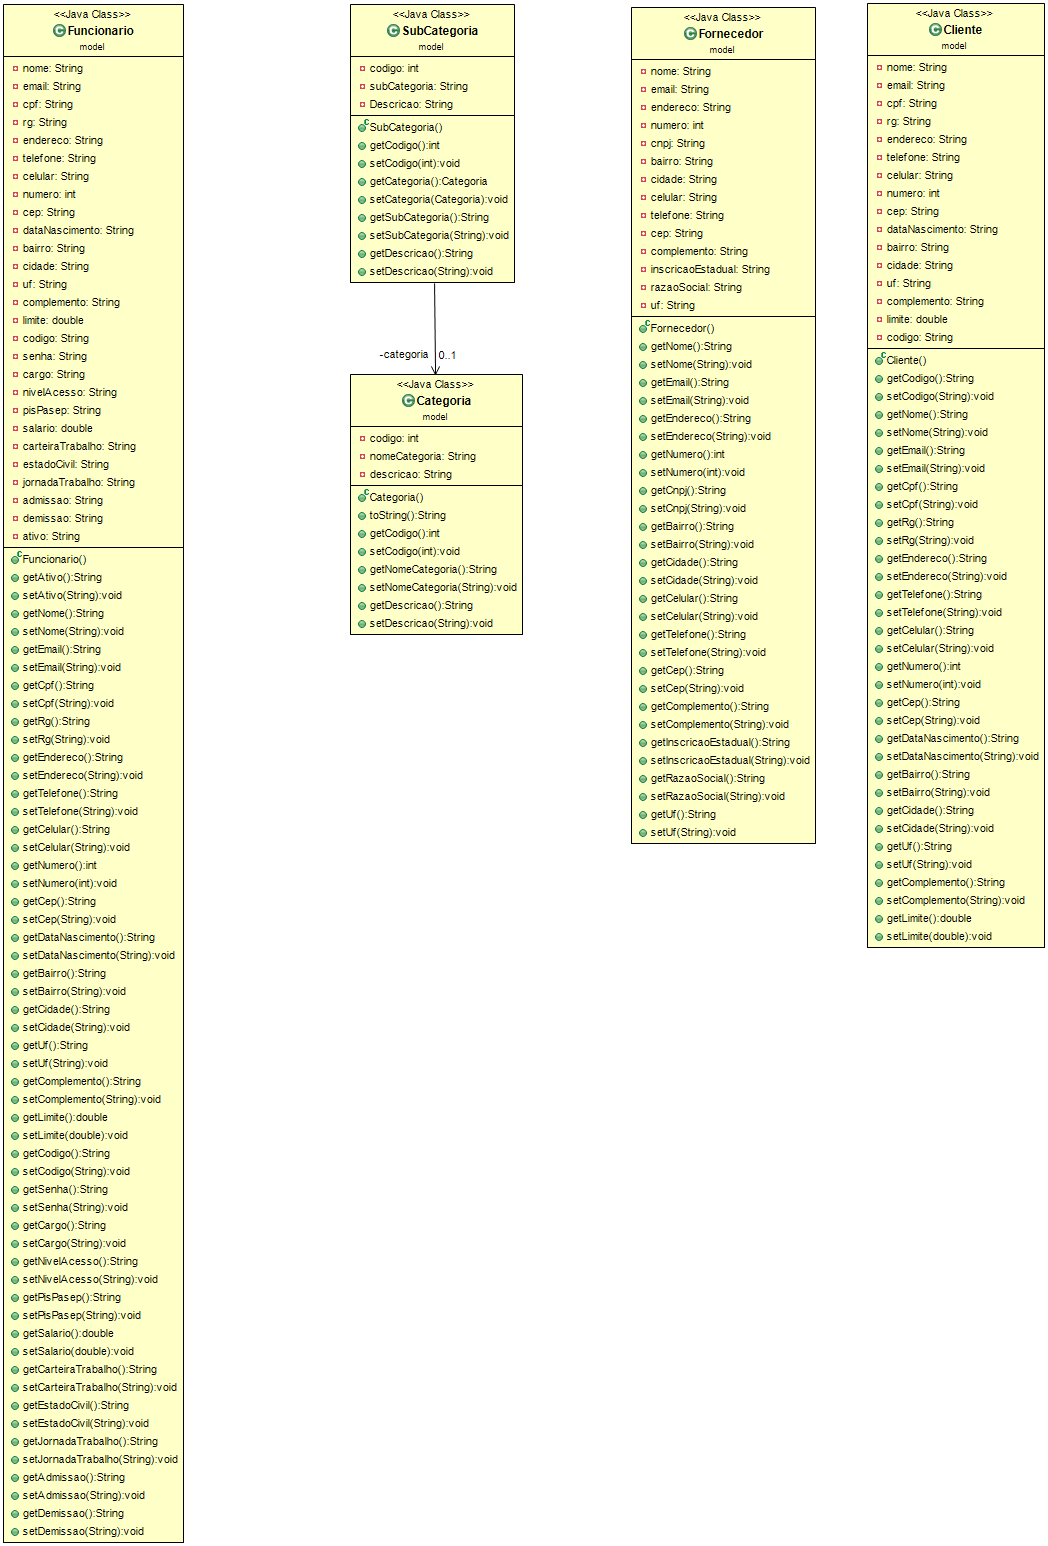 <<Java Class>>
Funcionario
model
nome: String
email: String
cpf: String
rg: String
endereco: String
telefone: String
celular: String
numero: int
cep: String
dataNascimento: String
bairro: String
cidade: String
uf: String
complemento: String
limite: double
codigo: String
senha: String
cargo: String
nivelAcesso: String
pisPasep: String
salario: double
carteiraTrabalho: String
estadoCivil: String
jornadaTrabalho: String
admissao: String
demissao: String
ativo: String
Funcionario()
getAtivo():String
setAtivo(String):void
getNome():String
setNome(String):void
getEmail():String
setEmail(String):void
getCpf():String
setCpf(String):void
getRg():String
setRg(String):void
getEndereco():String
setEndereco(String):void
getTelefone():String
setTelefone(String):void
getCelular():String
setCelular(String):void
getNumero():int
setNumero(int):void
getCep():String
setCep(String):void
getDataNascimento():String
setDataNascimento(String):void
getBairro():String
setBairro(String):void
getCidade():String
setCidade(String):void
getUf():String
setUf(String):void
getComplemento():String
setComplemento(String):void
getLimite():double
setLimite(double):void
getCodigo():String
setCodigo(String):void
getSenha():String
setSenha(String):void
getCargo():String
setCargo(String):void
getNivelAcesso():String
setNivelAcesso(String):void
getPisPasep():String
setPisPasep(String):void
getSalario():double
setSalario(double):void
getCarteiraTrabalho():String
setCarteiraTrabalho(String):void
getEstadoCivil():String
setEstadoCivil(String):void
getJornadaTrabalho():String
setJornadaTrabalho(String):void
getAdmissao():String
setAdmissao(String):void
getDemissao():String
setDemissao(String):void
<<Java Class>>
SubCategoria
model
codigo: int
subCategoria: String
Descricao: String
SubCategoria()
getCodigo():int
setCodigo(int):void
getCategoria():Categoria
setCategoria(Categoria):void
getSubCategoria():String
setSubCategoria(String):void
getDescricao():String
setDescricao(String):void
-categoria 0..1
<<Java Class>>
Categoria
model
codigo: int
nomeCategoria: String
descricao: String
Categoria()
toString():String
getCodigo():int
setCodigo(int):void
getNomeCategoria():String
setNomeCategoria(String):void
getDescricao():String
setDescricao(String):void
<<Java Class>>
Fornecedor
model
nome: String
email: String
endereco: String
numero: int
cnpj: String
bairro: String
cidade: String
celular: String
telefone: String
cep: String
complemento: String
inscricaoEstadual: String
razaoSocial: String
uf: String
Fornecedor()
getNome():String
setNome(String):void
getEmail():String
setEmail(String):void
getEndereco():String
setEndereco(String):void
getNumero():int
setNumero(int):void
getCnpj():String
setCnpj(String):void
getBairro():String
setBairro(String):void
getCidade():String
setCidade(String):void
getCelular():String
setCelular(String):void
getTelefone():String
setTelefone(String):void
getCep():String
setCep(String):void
getComplemento():String
setComplemento(String):void
getInscricaoEstadual():String
setInscricaoEstadual(String):void
getRazaoSocial():String
setRazaoSocial(String):void
getUf():String
setUf(String):void
<<Java Class>>
Cliente
model
nome: String
email: String
cpf: String
rg: String
endereco: String
telefone: String
celular: String
numero: int
cep: String
dataNascimento: String
bairro: String
cidade: String
uf: String
complemento: String
limite: double
codigo: String
Cliente()
getCodigo():String
setCodigo(String):void
getNome():String
setNome(String):void
getEmail():String
setEmail(String):void
getCpf():String
setCpf(String):void
getRg():String
setRg(String):void
getEndereco():String
setEndereco(String):void
getTelefone():String
setTelefone(String):void
getCelular():String
setCelular(String):void
getNumero():int
setNumero(int):void
getCep():String
setCep(String):void
getDataNascimento():String
setDataNascimento(String):void
getBairro():String
setBairro(String):void
getCidade():String
setCidade(String):void
getUf():String
setUf(String):void
getComplemento():String
setComplemento(String):void
getLimite():double
setLimite(double):void